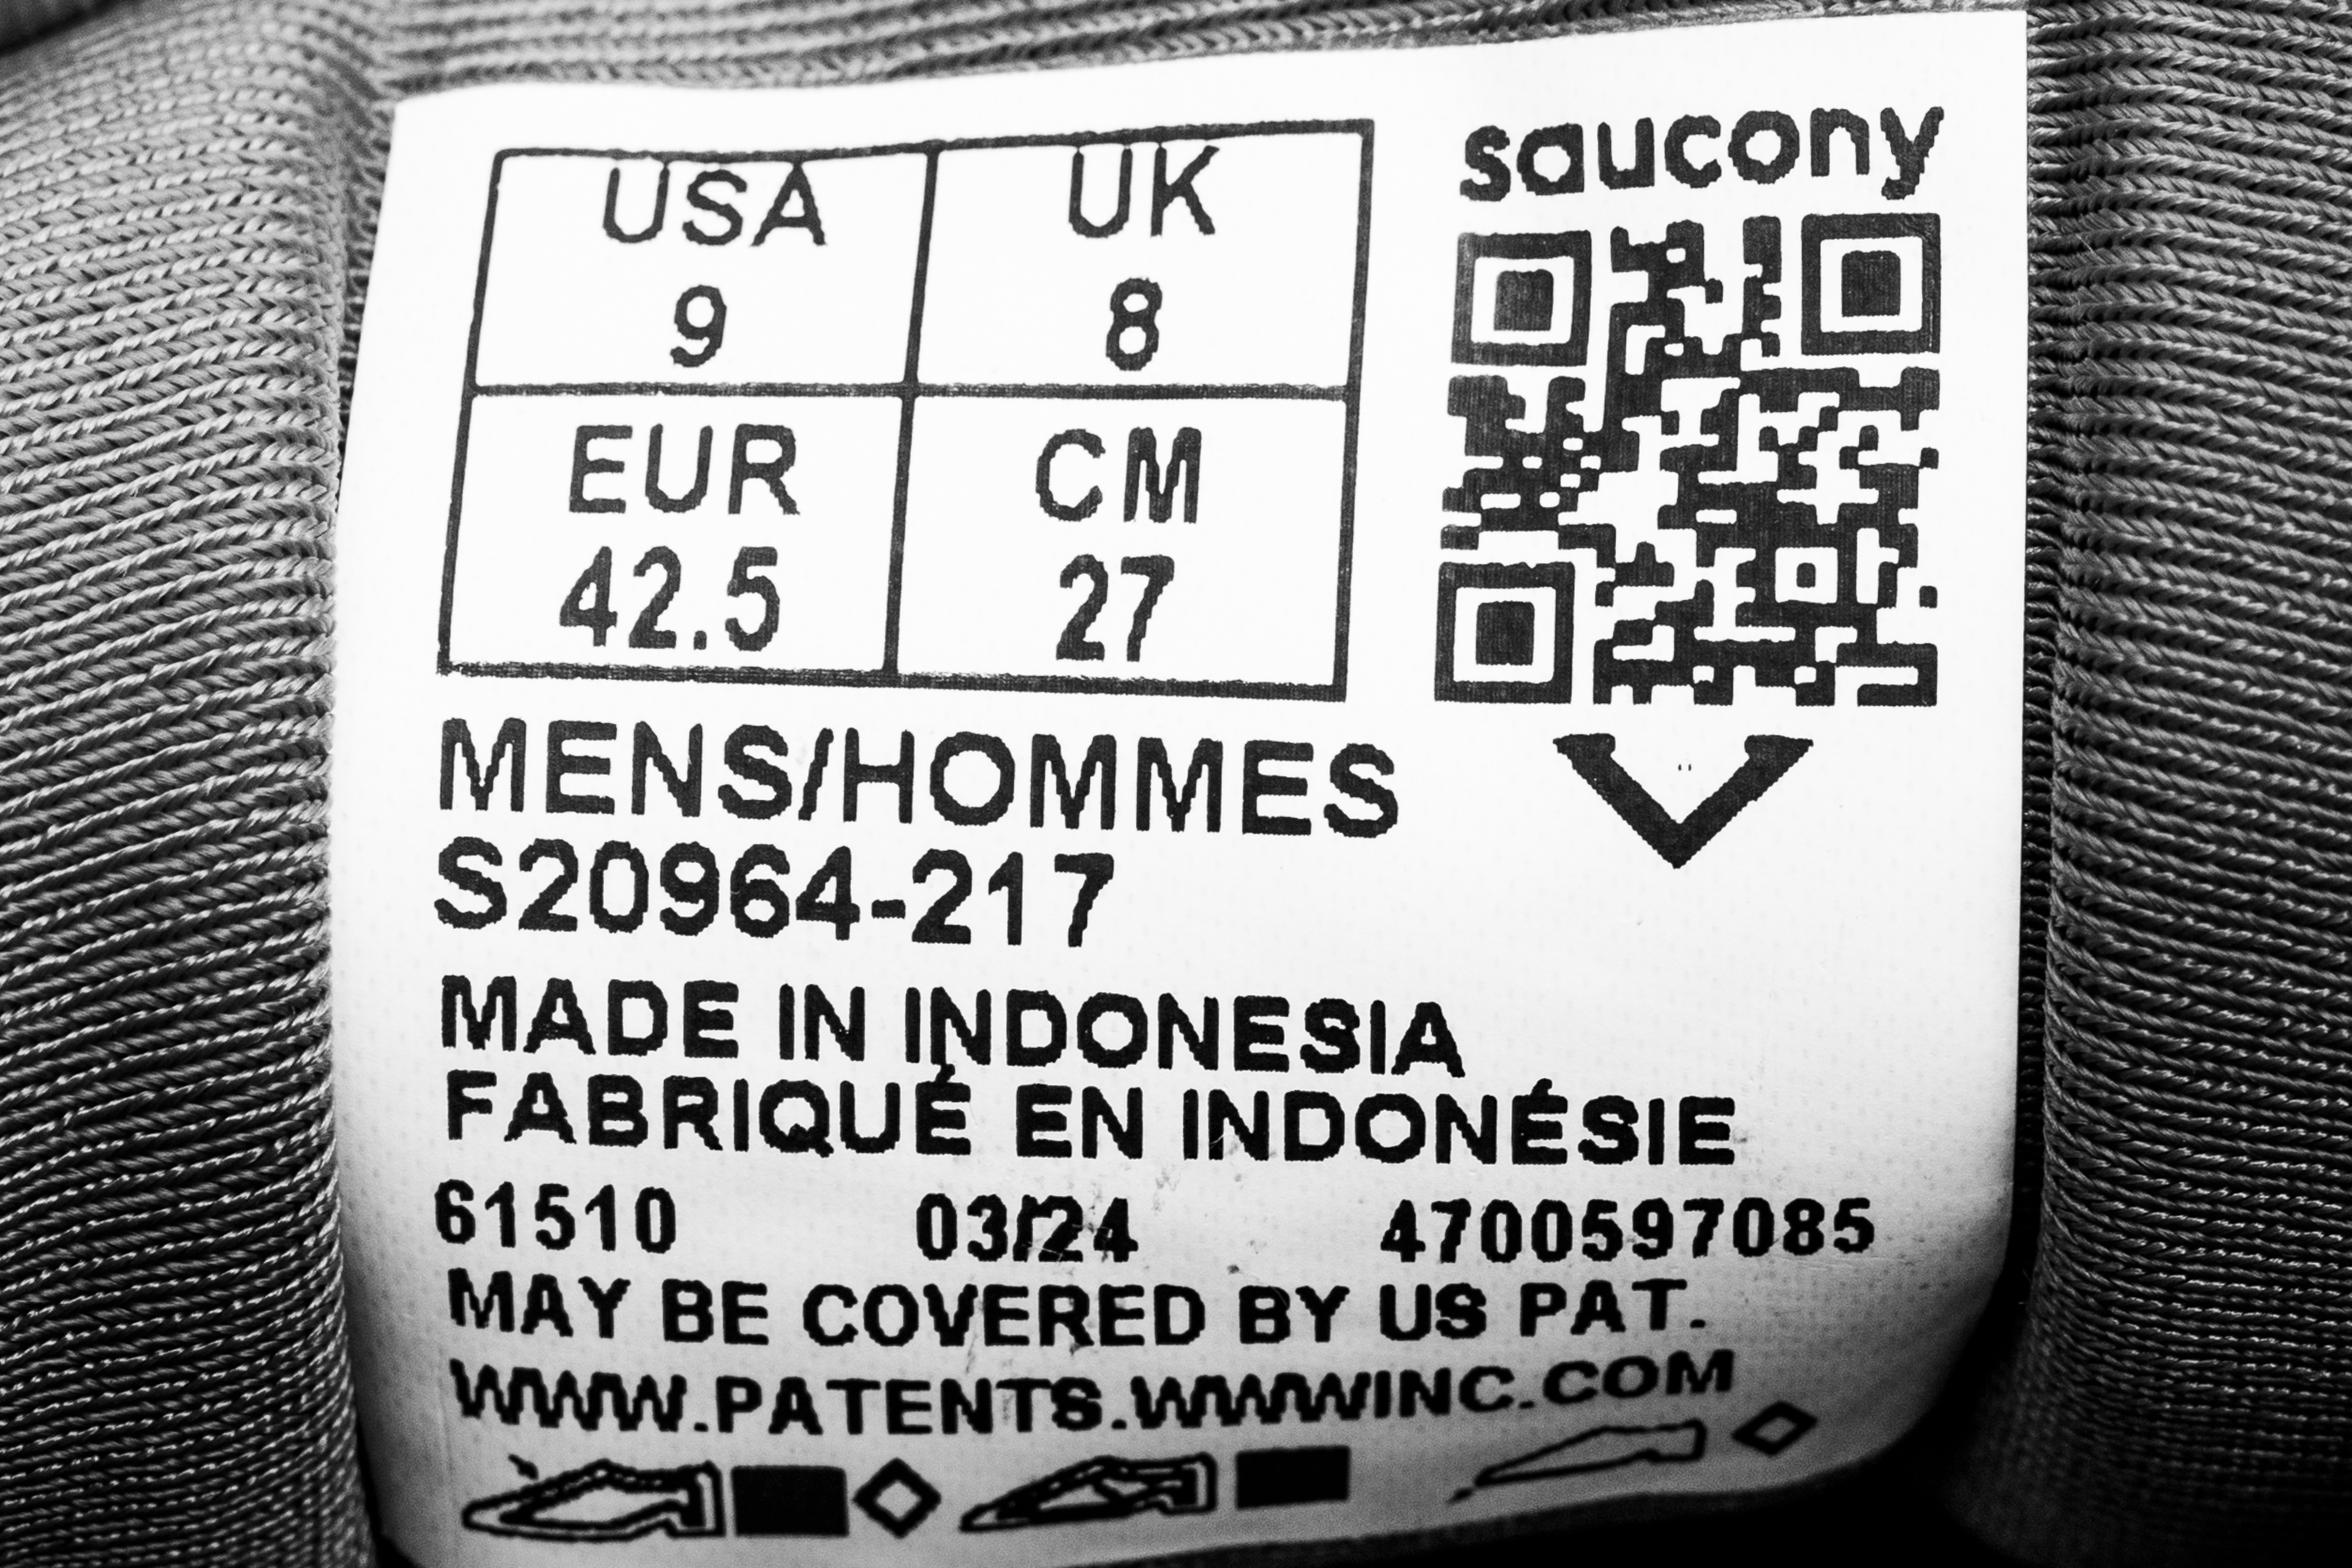 saucony
USA UK
9 8
EUR CM
42.5 27
MENS/HOMMES
S20964-217
MADE IN INDONESIA
FABRIQUÉ EN INDONÉSIE
61510 03/24 4700597085
MAY BE COVERED BY US PAT.
WWW.PATENTS.WWWINC.COM